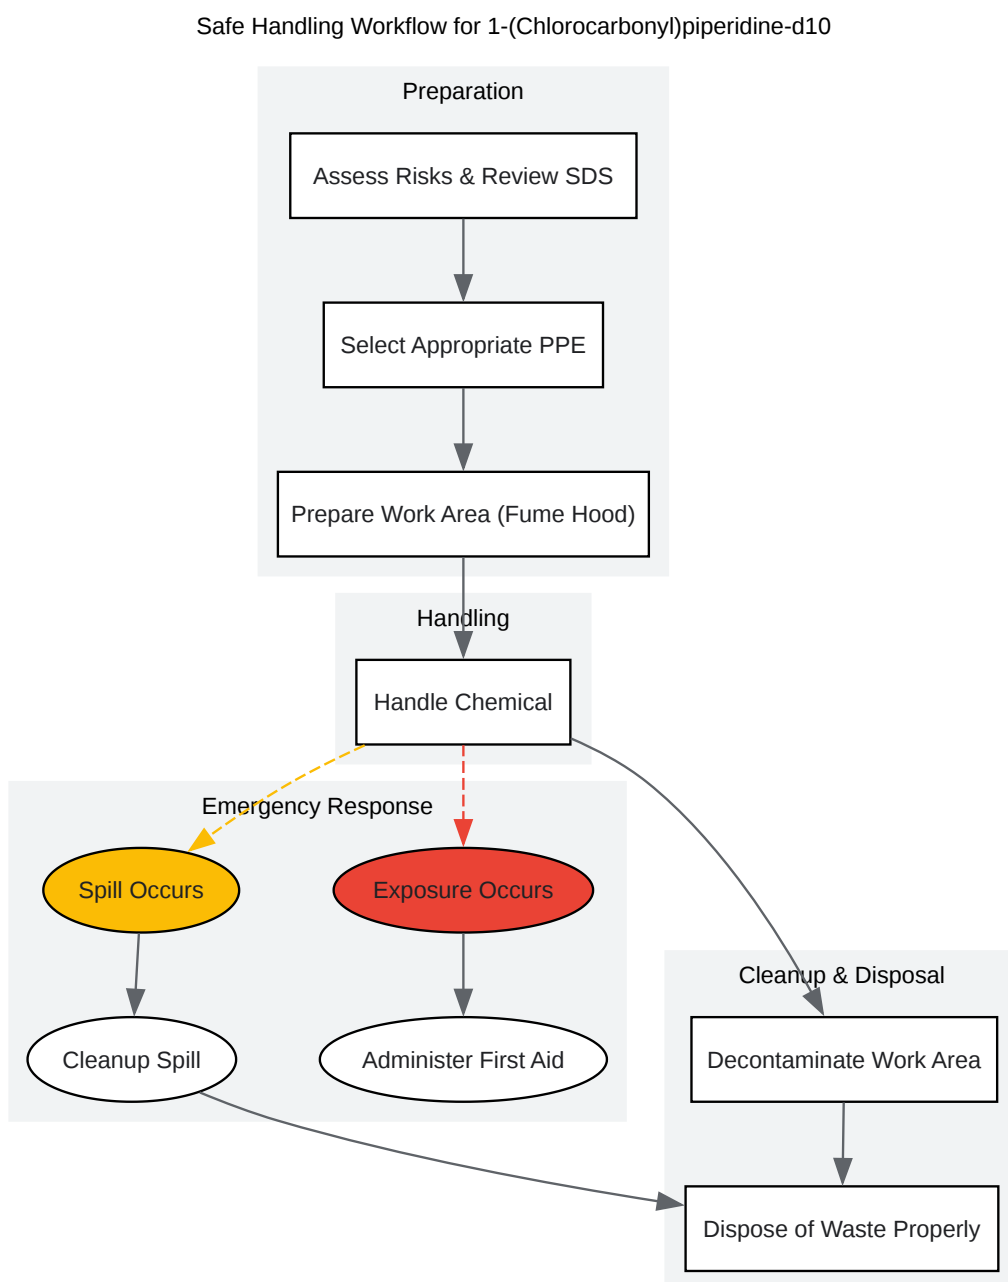 Safe Handling Workflow for 1-(Chlorocarbonyl)piperidine-d10
Preparation
Assess Risks & Review SDS
Select Appropriate PPE
Prepare Work Area (Fume Hood)
Handling
Handle Chemical
Emergency Response
Spill Occurs
Exposure Occurs
Cleanup & Disposal
Cleanup Spill
Administer First Aid
Decontaminate Work Area
Dispose of Waste Properly